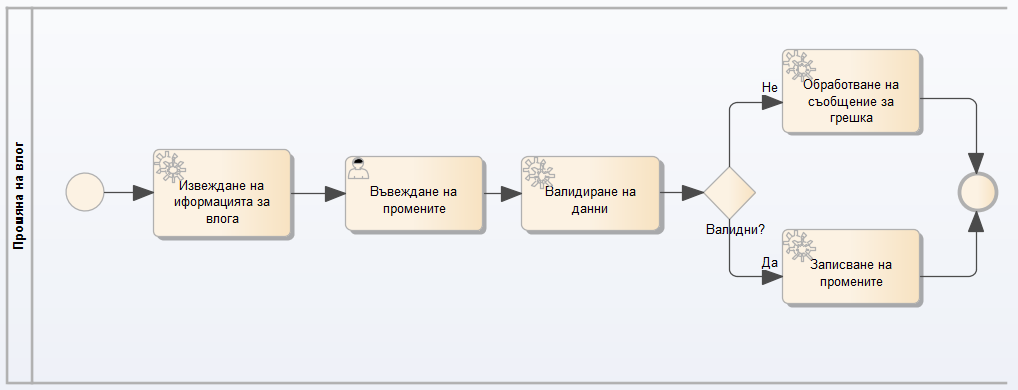 Промяна на влог
Извеждане на
иформацията за
влога
Въвеждане на
промените
Валидиране на
данни
Валидни?
Не
Обработване на
съобщение за
грешка
Да
Записване на
промените